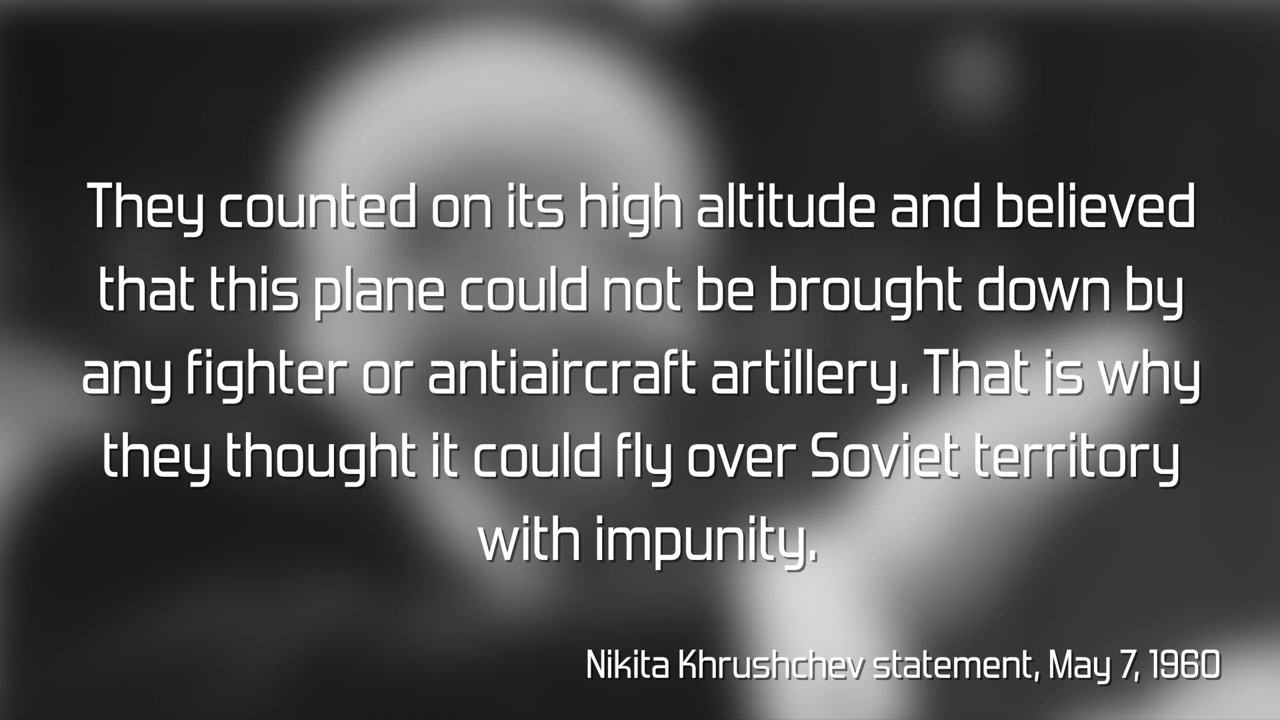 They counted on its high altitude and believed
that this plane could not be brought down by
any fighter or antiaircraft artillery. That is why
they thought it could fly over Soviet territory
with impunity.
Nikita Khrushchev statement, May 7, 1960